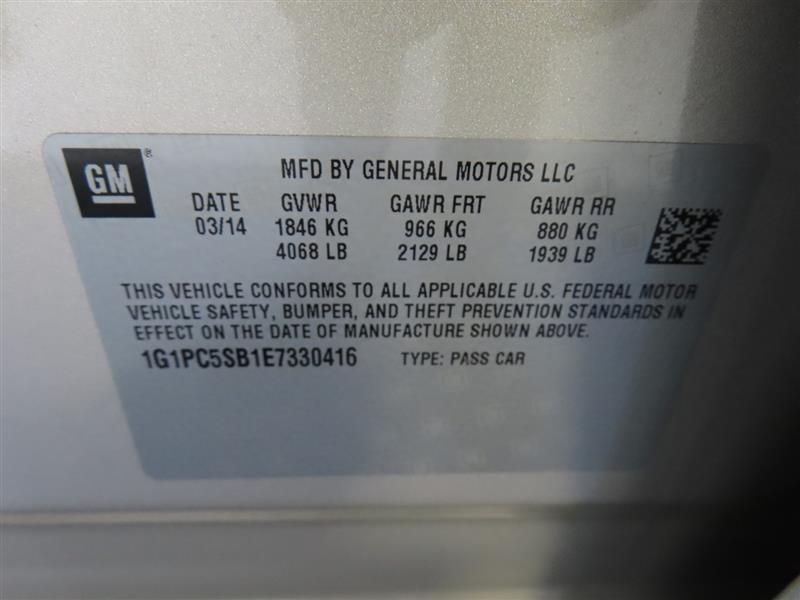 GM®
MFD BY GENERAL MOTORS LLC
DATE GVWR GAWR FRT GAWR RR
03/14 1846 KG 966 KG 880 KG
4068 LB 2129 LB 1939 LB
THIS VEHICLE CONFORMS TO ALL APPLICABLE U.S. FEDERAL MOTOR
VEHICLE SAFETY, BUMPER, AND THEFT PREVENTION STANDARDS IN
EFFECT ON THE DATE OF MANUFACTURE SHOWN ABOVE.
1G1PC5SB1E7330416 TYPE: PASS CAR